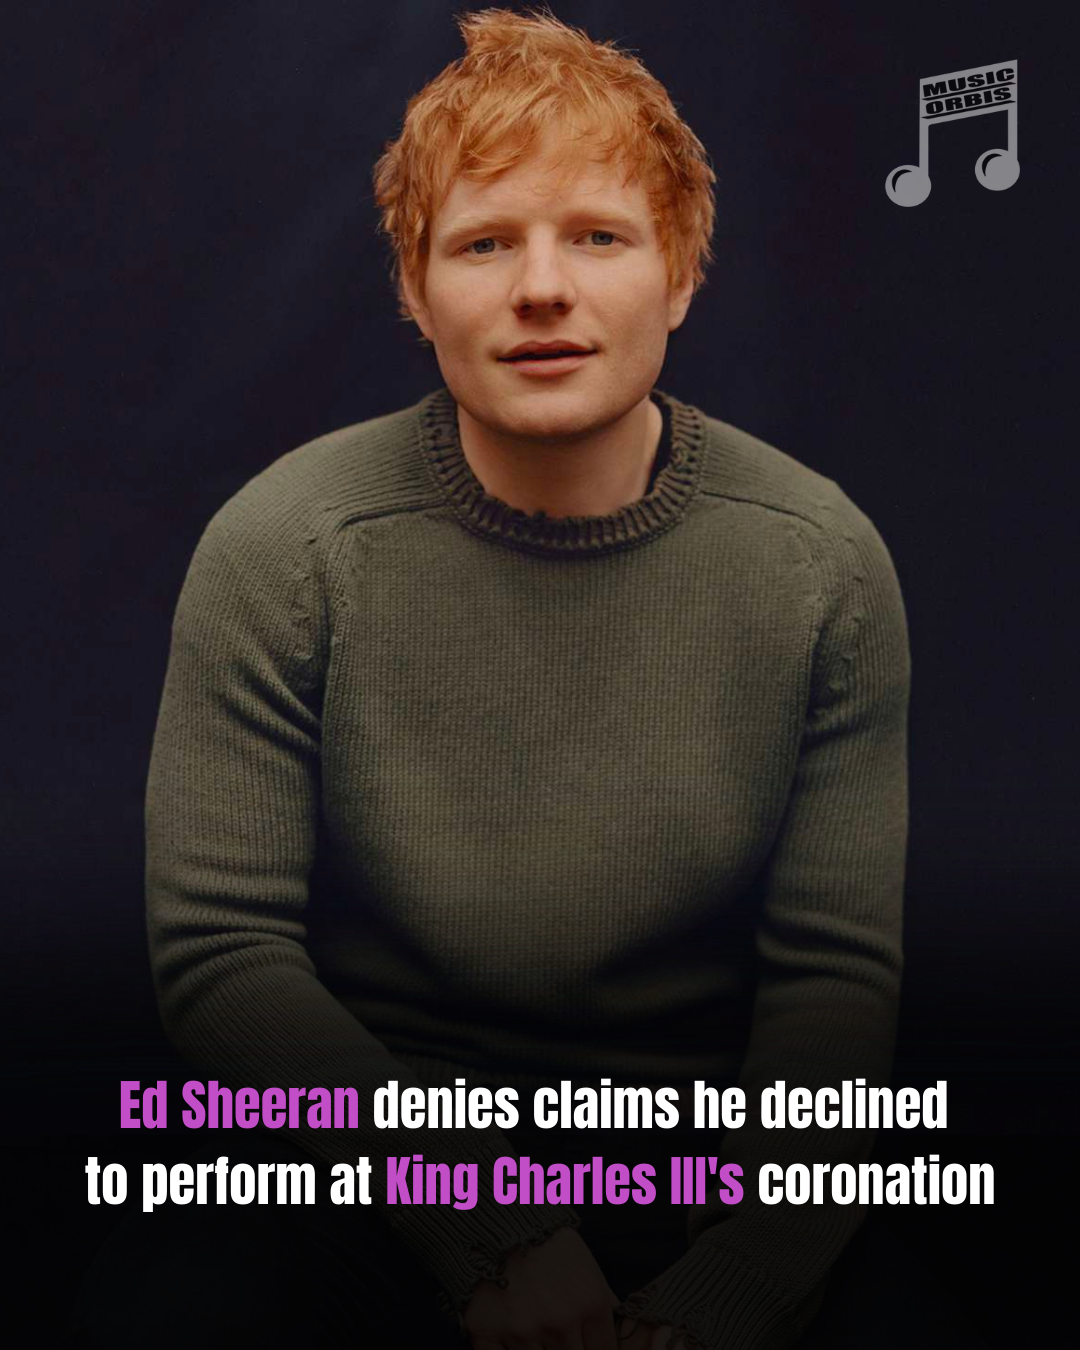 MUSIC
ORBIS
Ed Sheeran denies claims he declined
to perform at King Charles III's coronation